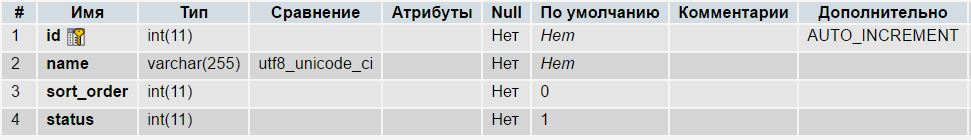 # Имя Тип Сравнение Атрибуты Null По умолчанию Комментарии Дополнительно
1 id int(11) Нет Нет AUTO_INCREMENT
2 name varchar(255) utf8_unicode_ci Нет Нет
3 sort_order int(11) Нет 0
4 status int(11) Нет 1